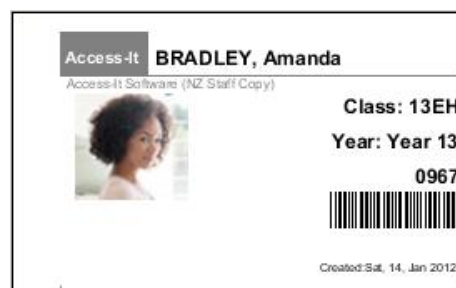 Access-It BRADLEY, Amanda
Access-It Software (NZ Staff Copy)
Class: 13EH
Year: Year 13
0967
Created:Sat, 14, Jan 2012